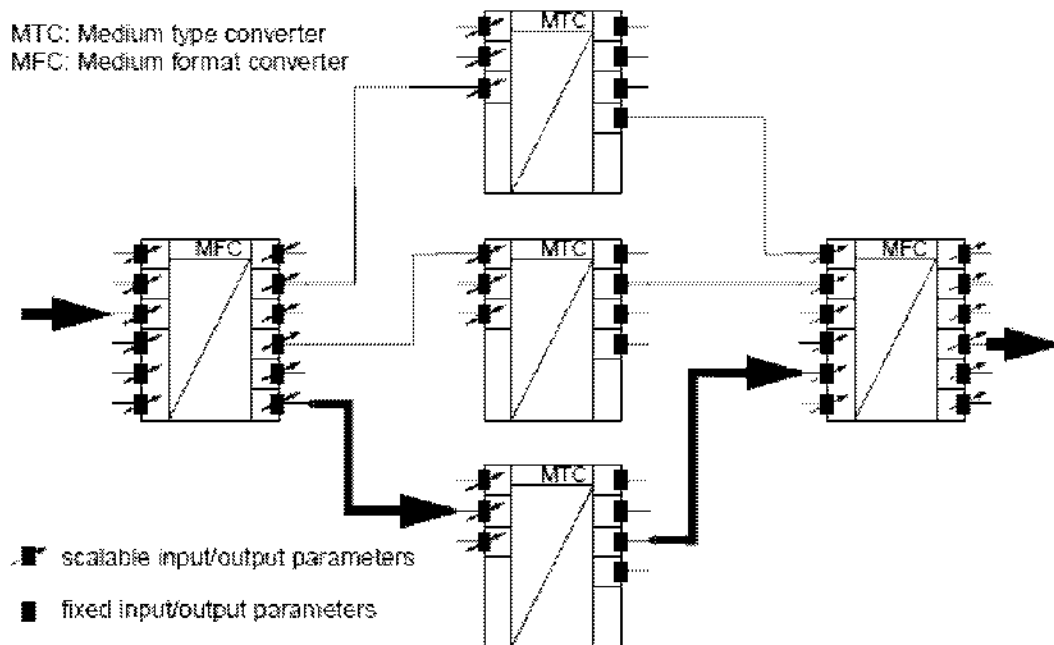 MTC: Medium type converter
MFC: Medium format converter
MTC
MFC
MTC
MFC
MTC
scalable input/output parameters
fixed input/output parameters